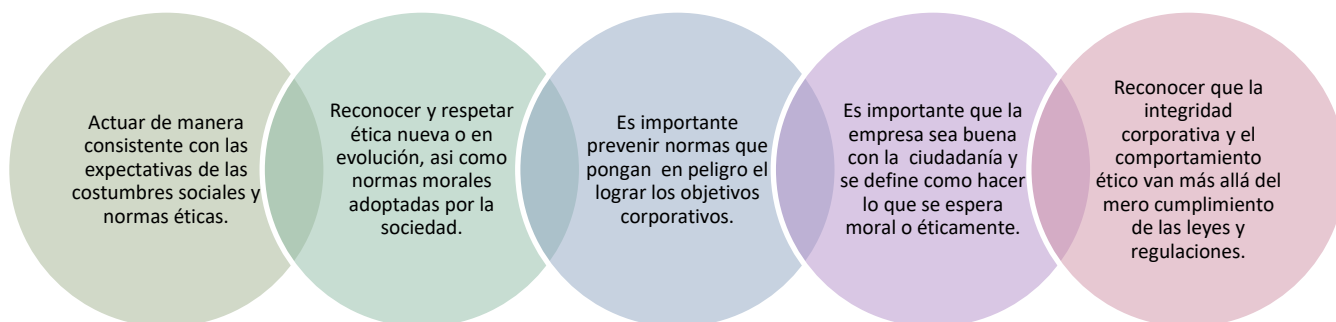 Actuar de manera
consistente con las
expectativas de las
costumbres sociales y
normas éticas.
Reconocer y respetar
ética nueva o en
evolución, asi como
normas morales
adoptadas por la
sociedad.
Es importante
prevenir normas que
pongan en peligro el
lograr los objetivos
corporativos.
Es importante que la
empresa sea buena
con la ciudadanía y
se define como hacer
lo que se espera
moral o éticamente.
Reconocer que la
integridad
corporativa y el
comportamiento
ético van más allá del
mero cumplimiento
de las leyes y
regulaciones.